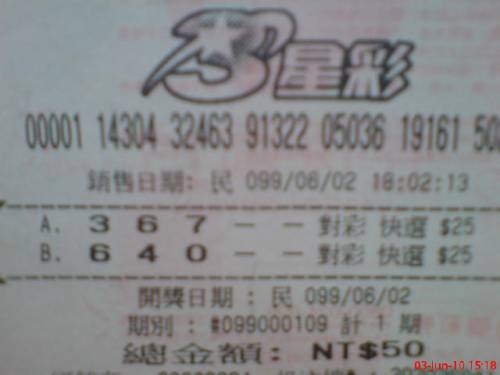 3D星彩
00001 14304 32463 91322 05036 19161
銷售日期: 民 099/06/02 18:02:13
A. 3 6 7 — — 對彩 快選 $25
B. 6 4 0 — — 對彩 快選 $25
開獎日期 : 民 099/06/02
期別 : #099000109 計 1 期
總金額: NT$50
03-jun-10 15:18